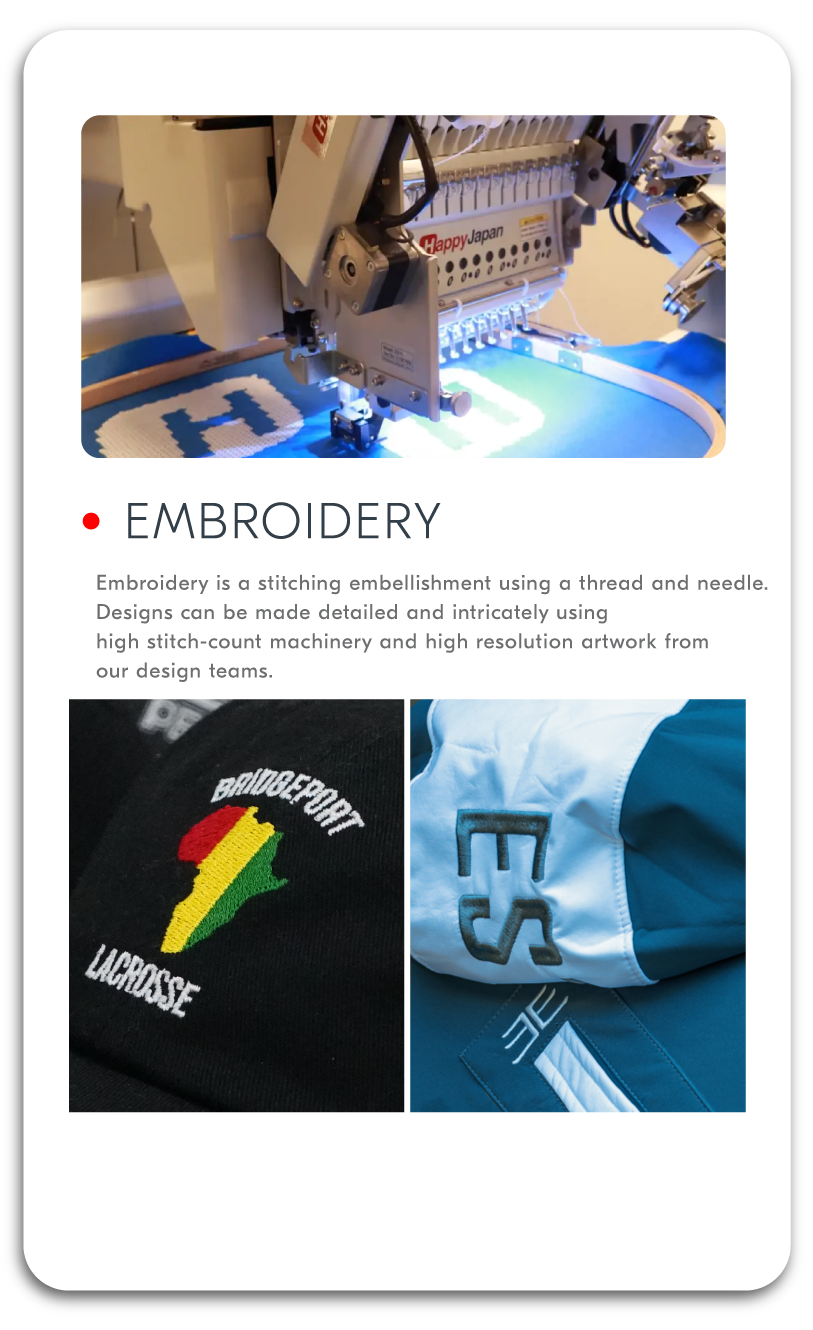 HappyJapan
EMBROIDERY
Embroidery is a stitching embellishment using a thread and needle.
Designs can be made detailed and intricately using
high stitch-count machinery and high resolution artwork from
our design teams.
BRIDGEPORT
LACROSSE
ES